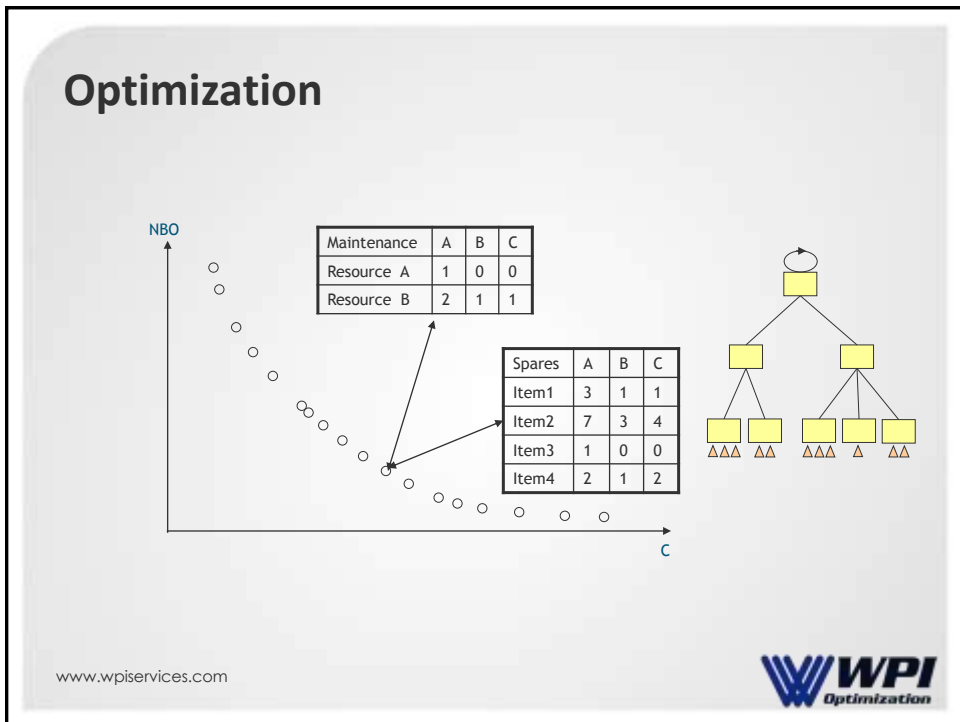 Optimization
NBO
Maintenance A B C
Resource A 1 0 0
Resource B 2 1 1
Spares A B C
Item1 3 1 1
Item2 7 3 4
Item3 1 0 0
Item4 2 1 2
C
www.wpiservices.com
WPI
Optimization